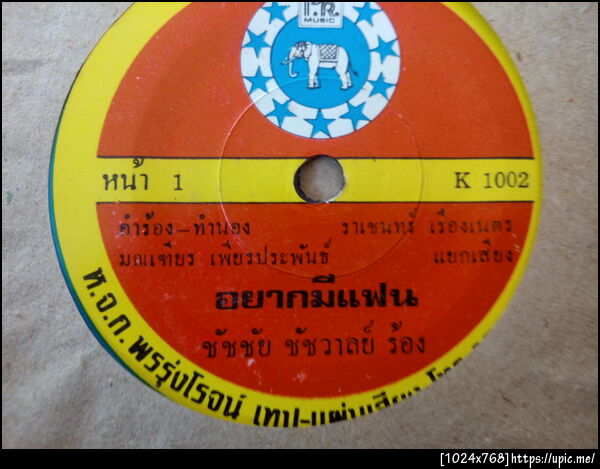 P.R.
MUSIC
หน้า 1
K 1002
คำร้อง-ทำนอง
ราเชนทร์ เรืองเนตร
มณเฑียร เพียรประพันธ์
แยกเสียง
อยากมีแฟน
ชัชชัย ชัชวาลย์ ร้อง
ห.จ.ก. พรรุ่งโรจน์ เทป-แผ่นเสียง
[1024x768]https://upic.me/